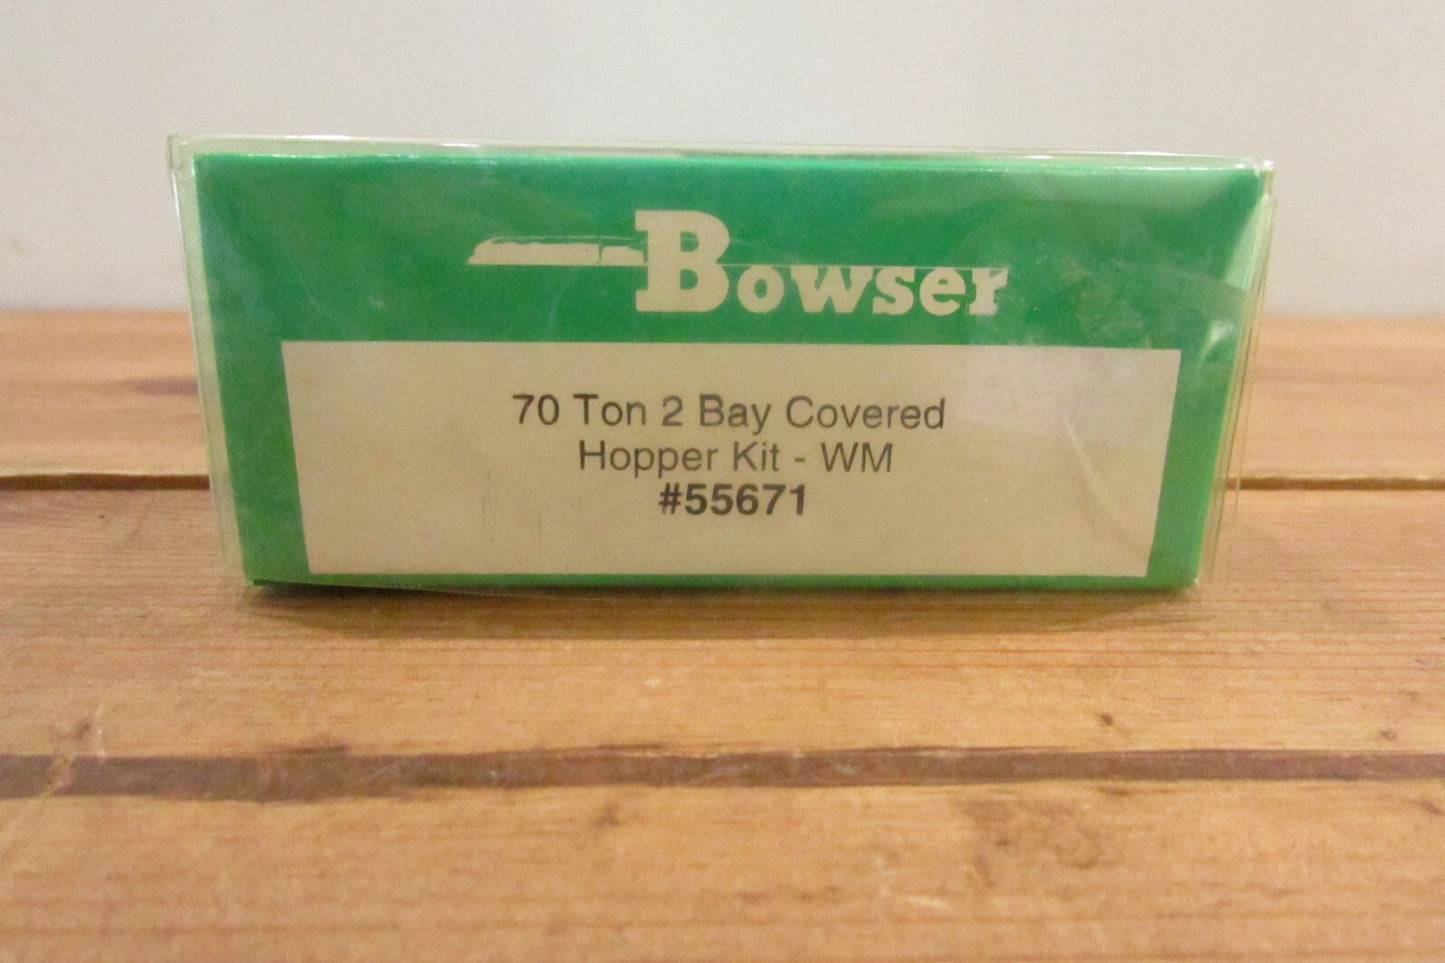 Bowser
70 Ton 2 Bay Covered
Hopper Kit - WM
#55671